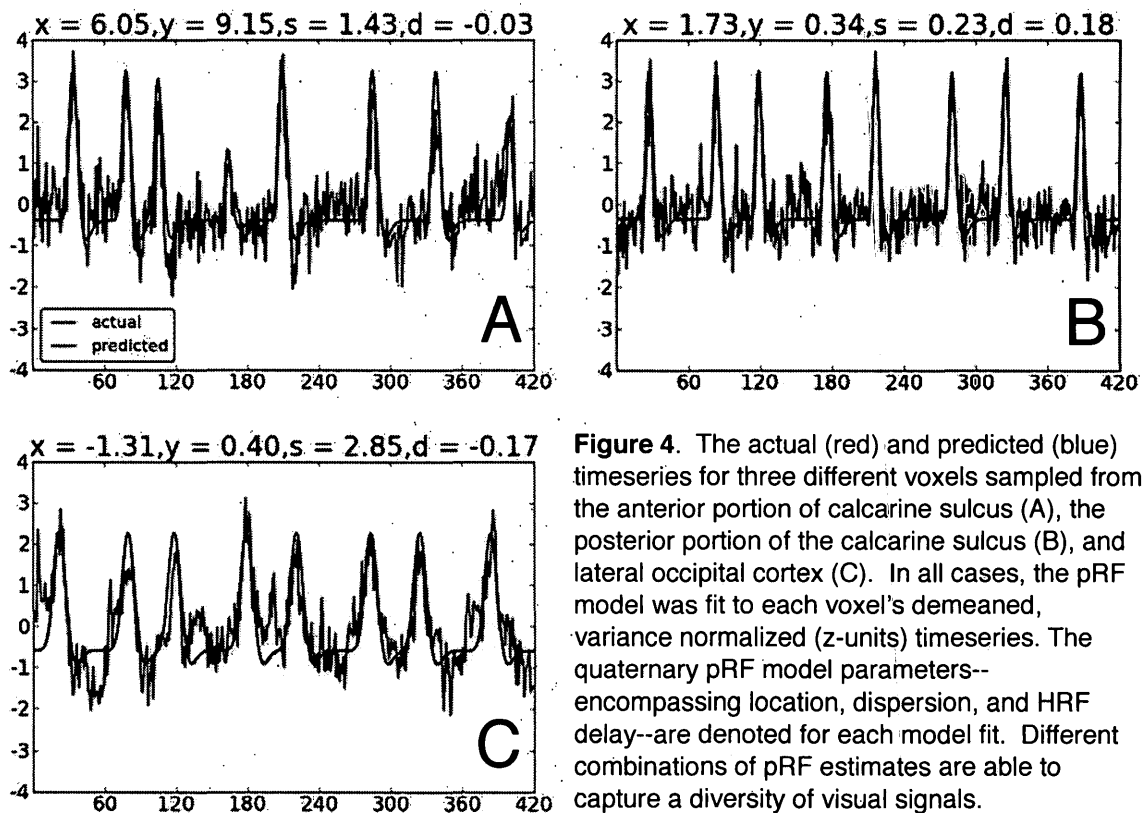 x = 6.05,y = 9.15,s = 1.43,d = -0.03
4
3
2
1
0
-1
-2
-3
-4
actual
predicted
A
60 120 180 240 300 360 420
x = 1.73,y = 0.34,s = 0.23,d = 0.18
4
3
2
1
0
-1
-2
-3
-4
B
60 120 180 240 300 360 420
x = -1.31,y = 0.40,s = 2.85,d = -0.17
4
3
2
1
0
-1
-2
-3
-4
C
60 120 180 240 300 360 420
Figure 4. The actual (red) and predicted (blue)
timeseries for three different voxels sampled from
the anterior portion of calcarine sulcus (A), the
posterior portion of the calcarine sulcus (B), and
lateral occipital cortex (C). In all cases, the pRF
model was fit to each voxel's demeaned,
variance normalized (z-units) timeseries. The
quaternary pRF model parameters--
encompassing location, dispersion, and HRF
delay--are denoted for each model fit. Different
combinations of pRF estimates are able to
capture a diversity of visual signals.